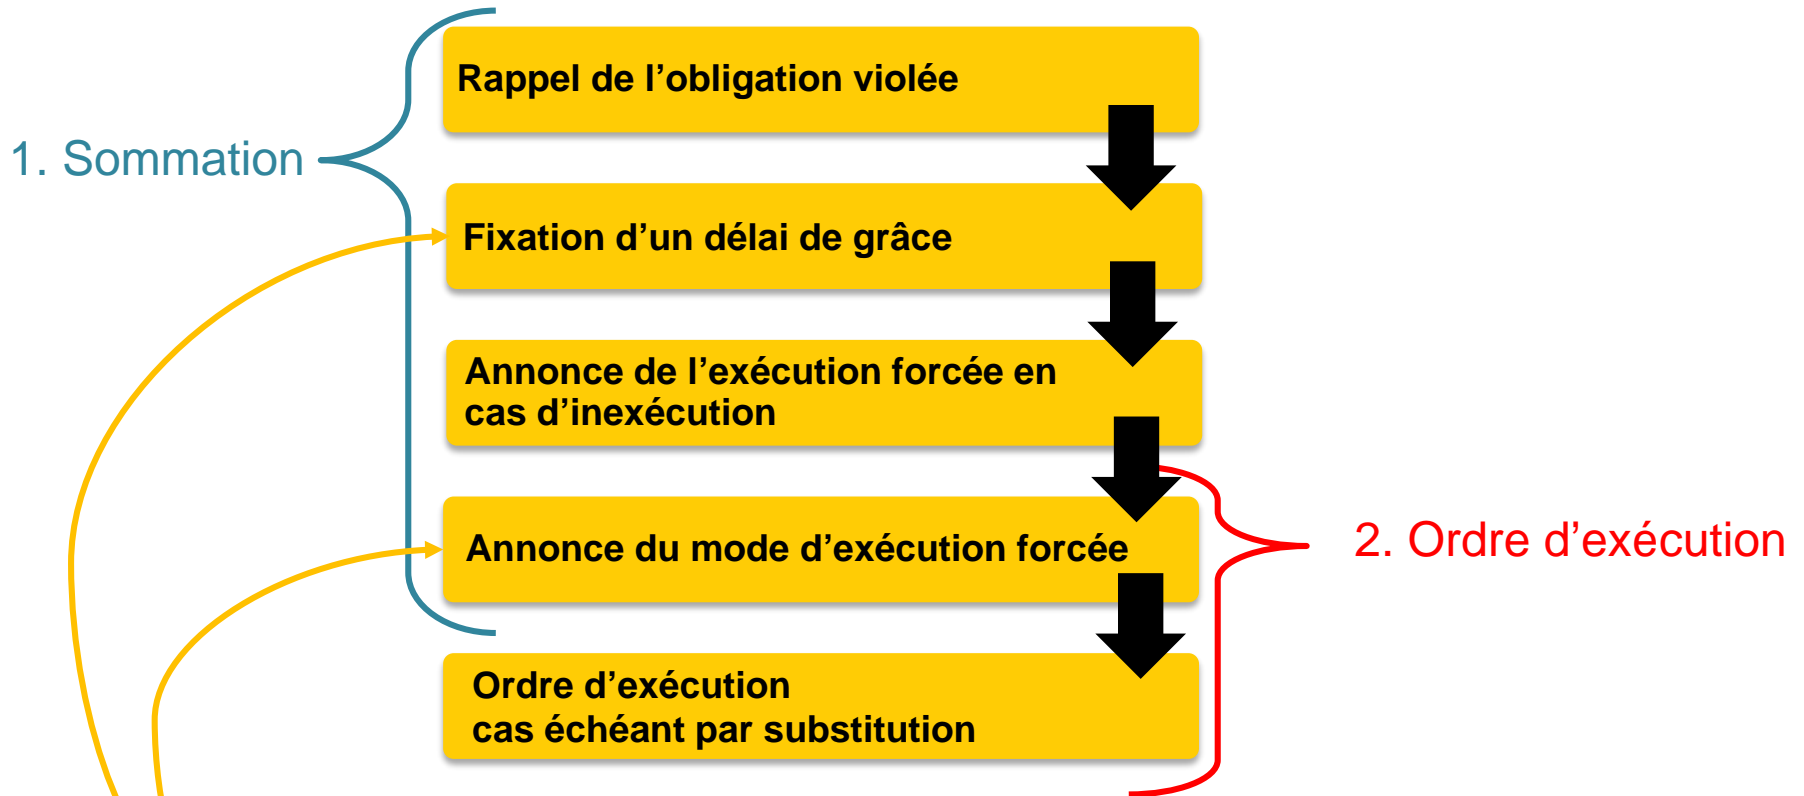 Rappel de l’obligation violée
1. Sommation
Fixation d’un délai de grâce
Annonce de l’exécution forcée en
cas d’inexécution
Annonce du mode d’exécution forcée
2. Ordre d’exécution
Ordre d’exécution
cas échéant par substitution